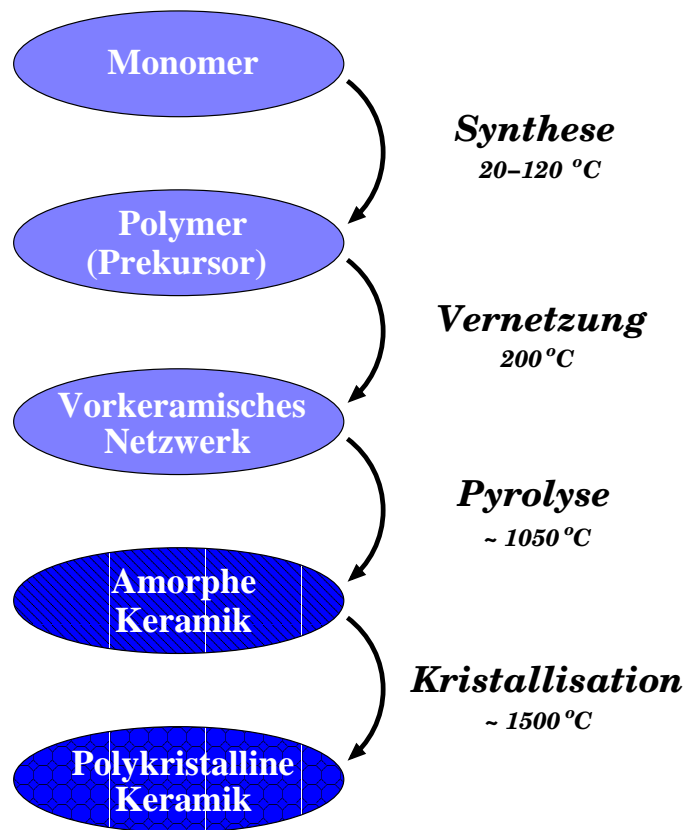 Monomer
Synthese
20–120 °C
Polymer
(Prekursor)
Vernetzung
200 °C
Vorkeramisches
Netzwerk
Pyrolyse
~ 1050 °C
Amorphe
Keramik
Kristallisation
~ 1500 °C
Polykristalline
Keramik